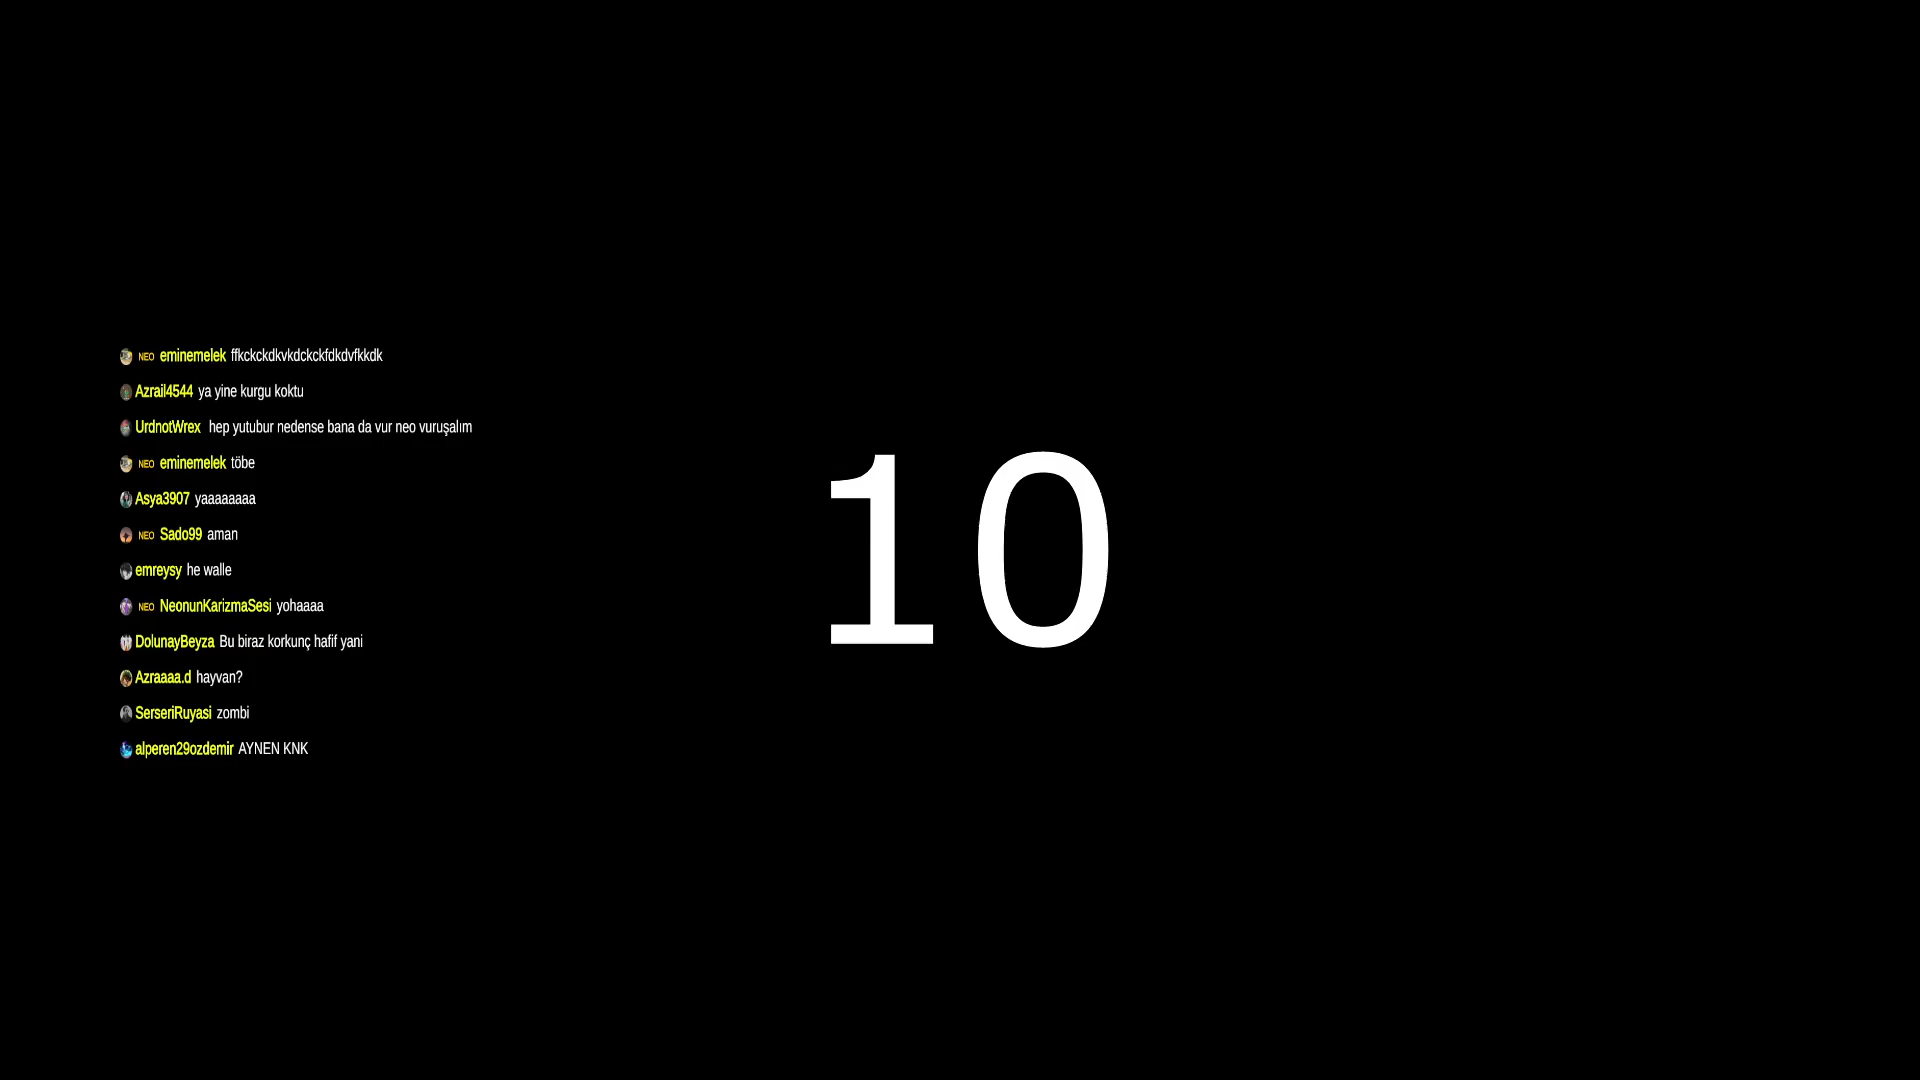 NEO eminemelek ffkckckdkvkdckckfdkdvfkkdk
Azrail4544 ya yine kurgu koktu
UrdnotWrex hep yutubur nedense bana da vur neo vuruşalım
NEO eminemelek töbe
Asya3907 yaaaaaaaa
NEO Sado99 aman
emreysy he walle
NEO NeonunKarizmaSesi yohaaaa
DolunayBeyza Bu biraz korkunç hafif yani
Azraaaa.d hayvan?
SerseriRuyasi zombi
alperen29ozdemir AYNEN KNK
10